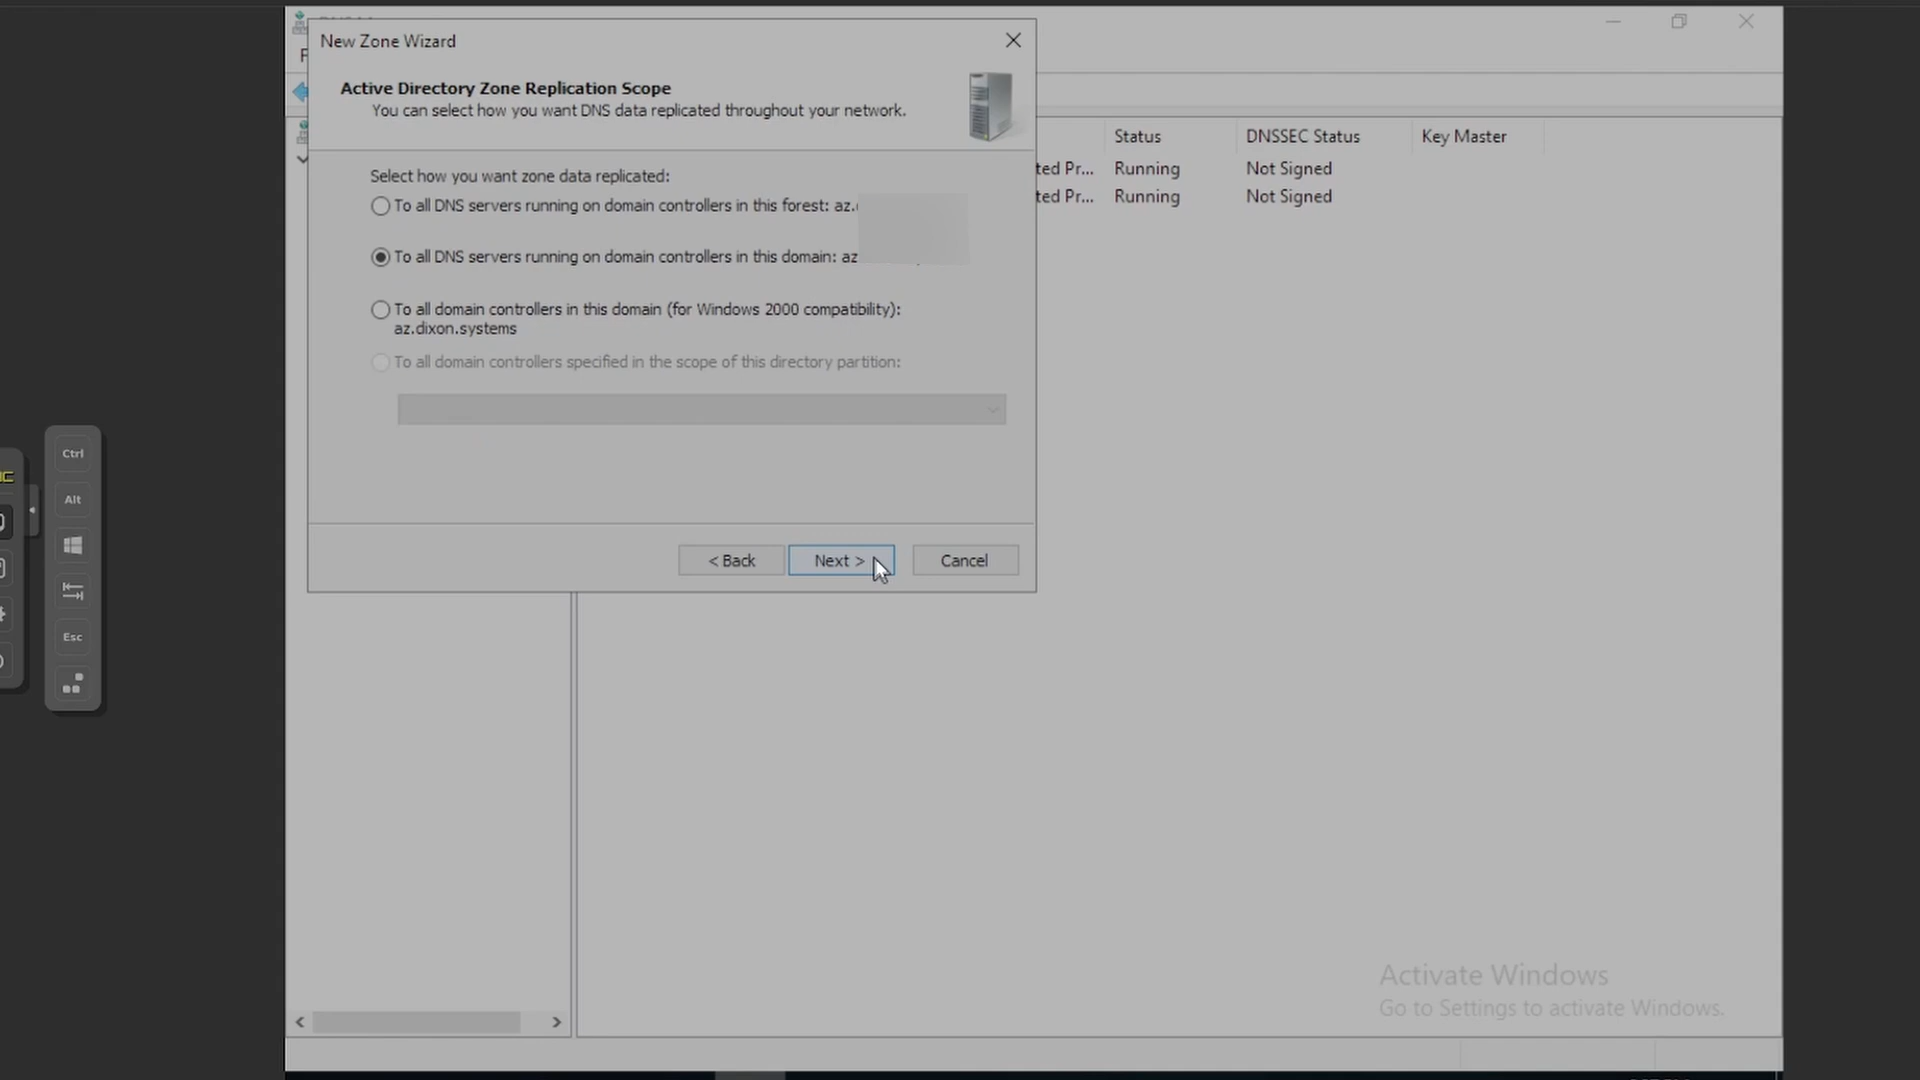 New Zone Wizard
Active Directory Zone Replication Scope
You can select how you want DNS data replicated throughout your network.
Select how you want zone data replicated:
To all DNS servers running on domain controllers in this forest: az.
To all DNS servers running on domain controllers in this domain: az
To all domain controllers in this domain (for Windows 2000 compatibility):
az.dixon.systems
To all domain controllers specified in the scope of this directory partition:
< Back
Next >
Cancel
Status
DNSSEC Status
Key Master
ted Pr...
Running
Not Signed
ted Pr...
Running
Not Signed
Ctrl
Alt
Esc
Activate Windows
Go to Settings to activate Windows.